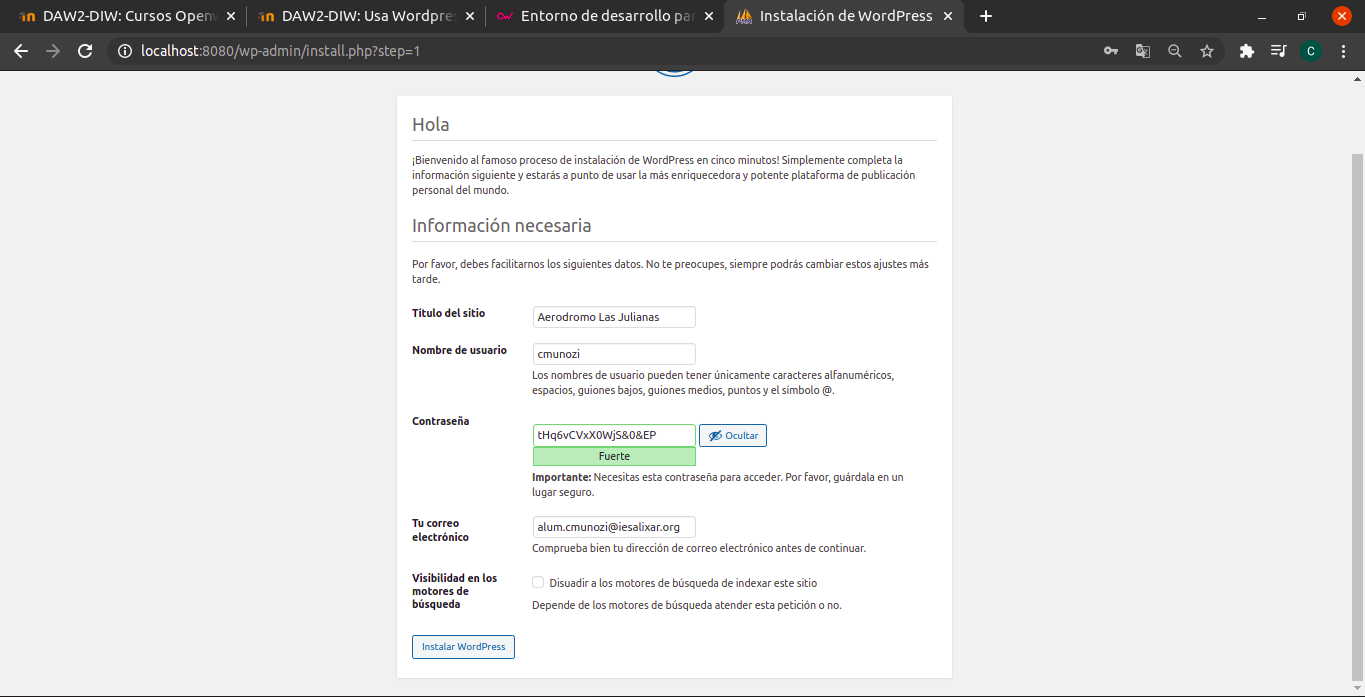 DAW2-DIW: Cursos Openw
DAW2-DIW: Usa Wordpres
Entorno de desarrollo par
Instalación de WordPress
localhost:8080/wp-admin/install.php?step=1
C
Hola
¡Bienvenido al famoso proceso de instalación de WordPress en cinco minutos! Simplemente completa la
información siguiente y estarás a punto de usar la más enriquecedora y potente plataforma de publicación
personal del mundo.
Información necesaria
Por favor, debes facilitarnos los siguientes datos. No te preocupes, siempre podrás cambiar estos ajustes más
tarde.
Título del sitio
Aerodromo Las Julianas
Nombre de usuario
cmunozi
Los nombres de usuario pueden tener únicamente caracteres alfanuméricos,
espacios, guiones bajos, guiones medios, puntos y el símbolo @.
Contraseña
tHq6vCVxX0WjS&0&EP
Ocultar
Fuerte
Importante: Necesitas esta contraseña para acceder. Por favor, guárdala en un
lugar seguro.
Tu correo
electrónico
alum.cmunozi@iesalixar.org
Comprueba bien tu dirección de correo electrónico antes de continuar.
Visibilidad en los
motores de
búsqueda
Disuadir a los motores de búsqueda de indexar este sitio
Depende de los motores de búsqueda atender esta petición o no.
Instalar WordPress